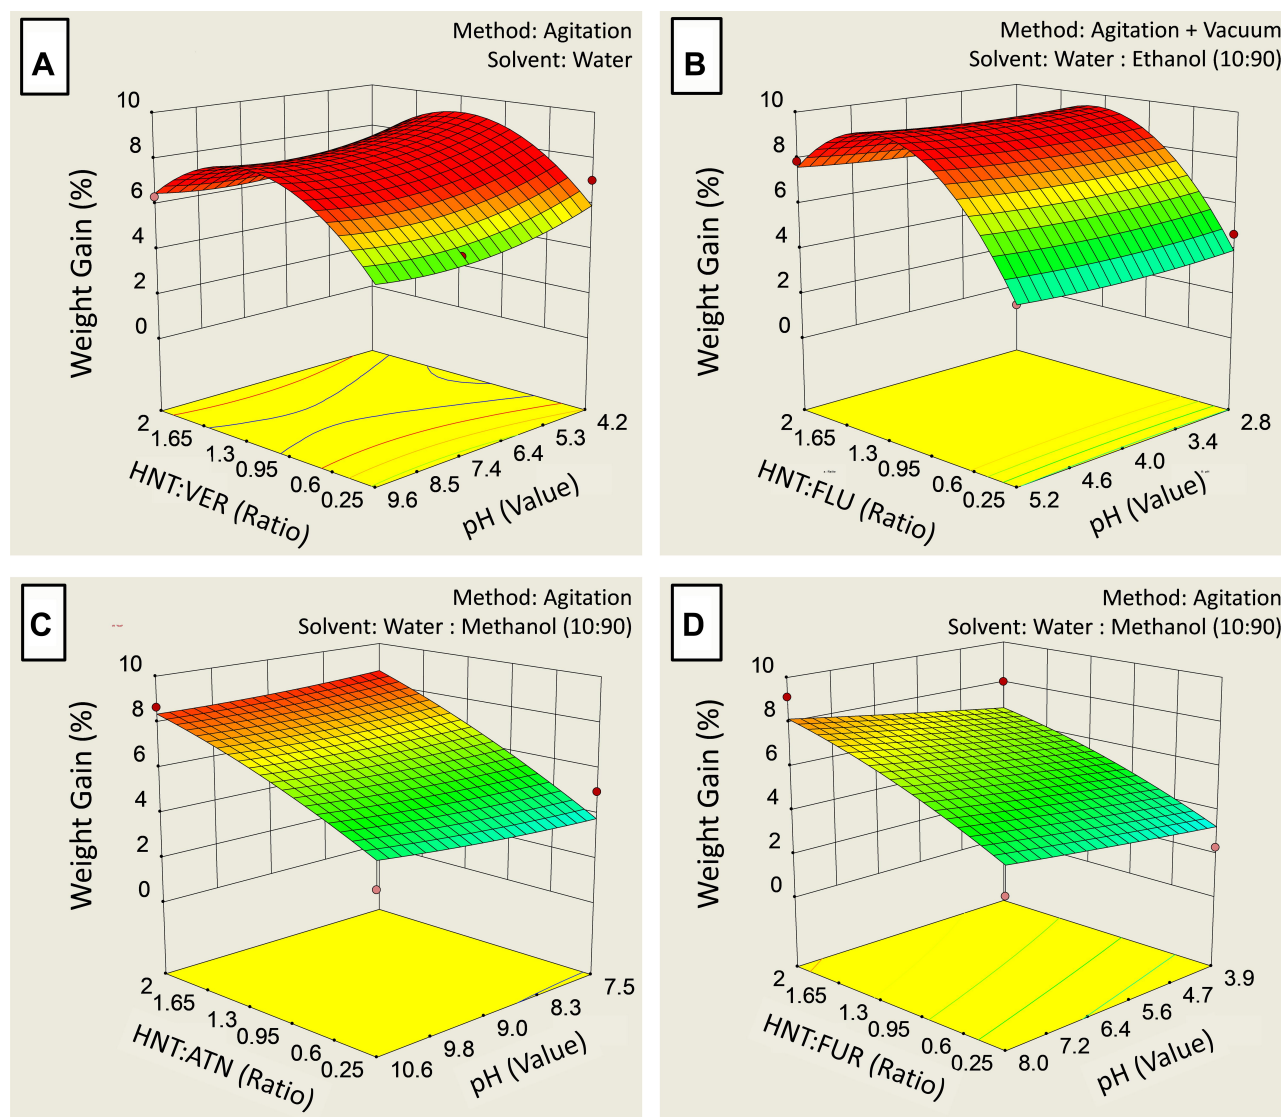 A
Method: Agitation
Solvent: Water
10
8
6
4
2
0
Weight Gain (%)
2
1.65
1.3
0.95
0.6
0.25
HNT:VER (Ratio)
9.6
8.5
7.4
6.4
5.3
4.2
pH (Value)
B
Method: Agitation + Vacuum
Solvent: Water : Ethanol (10:90)
10
8
6
4
2
0
Weight Gain (%)
2
1.65
1.3
0.95
0.6
0.25
HNT:FLU (Ratio)
5.2
4.6
4.0
3.4
2.8
pH (Value)
C
Method: Agitation
Solvent: Water : Methanol (10:90)
10
8
6
4
2
0
Weight Gain (%)
2
1.65
1.3
0.95
0.6
0.25
HNT:ATN (Ratio)
10.6
9.8
9.0
8.3
7.5
pH (Value)
D
Method: Agitation
Solvent: Water : Methanol (10:90)
10
8
6
4
2
0
Weight Gain (%)
2
1.65
1.3
0.95
0.6
0.25
HNT:FUR (Ratio)
8.0
7.2
6.4
5.6
4.7
3.9
pH (Value)